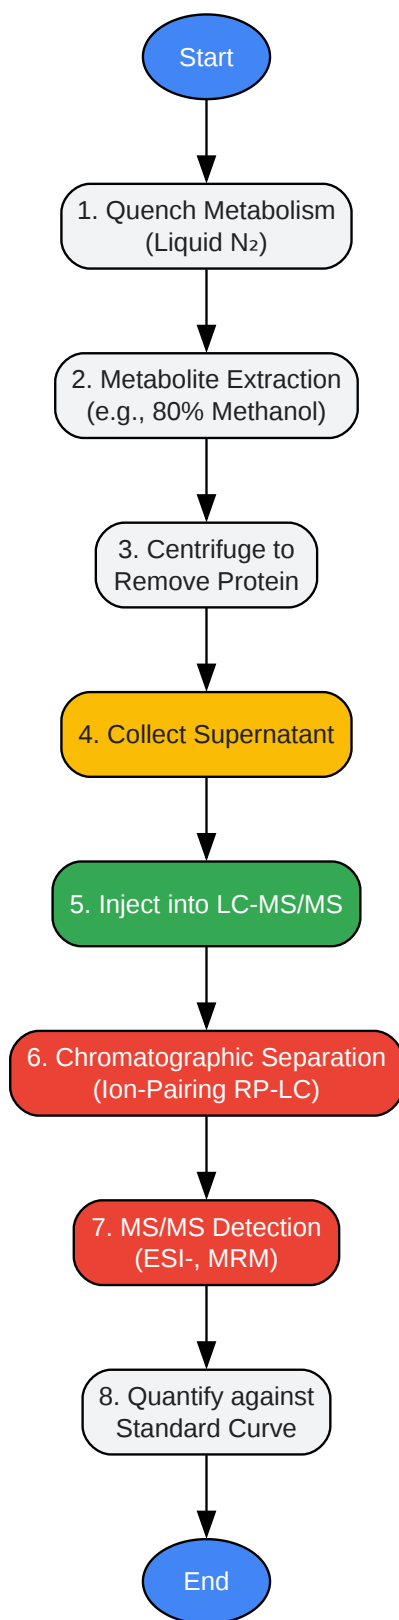 Start
1. Quench Metabolism
(Liquid N₂)
2. Metabolite Extraction
(e.g., 80% Methanol)
3. Centrifuge to
Remove Protein
4. Collect Supernatant
5. Inject into LC-MS/MS
6. Chromatographic Separation
(Ion-Pairing RP-LC)
7. MS/MS Detection
(ESI-, MRM)
8. Quantify against
Standard Curve
End